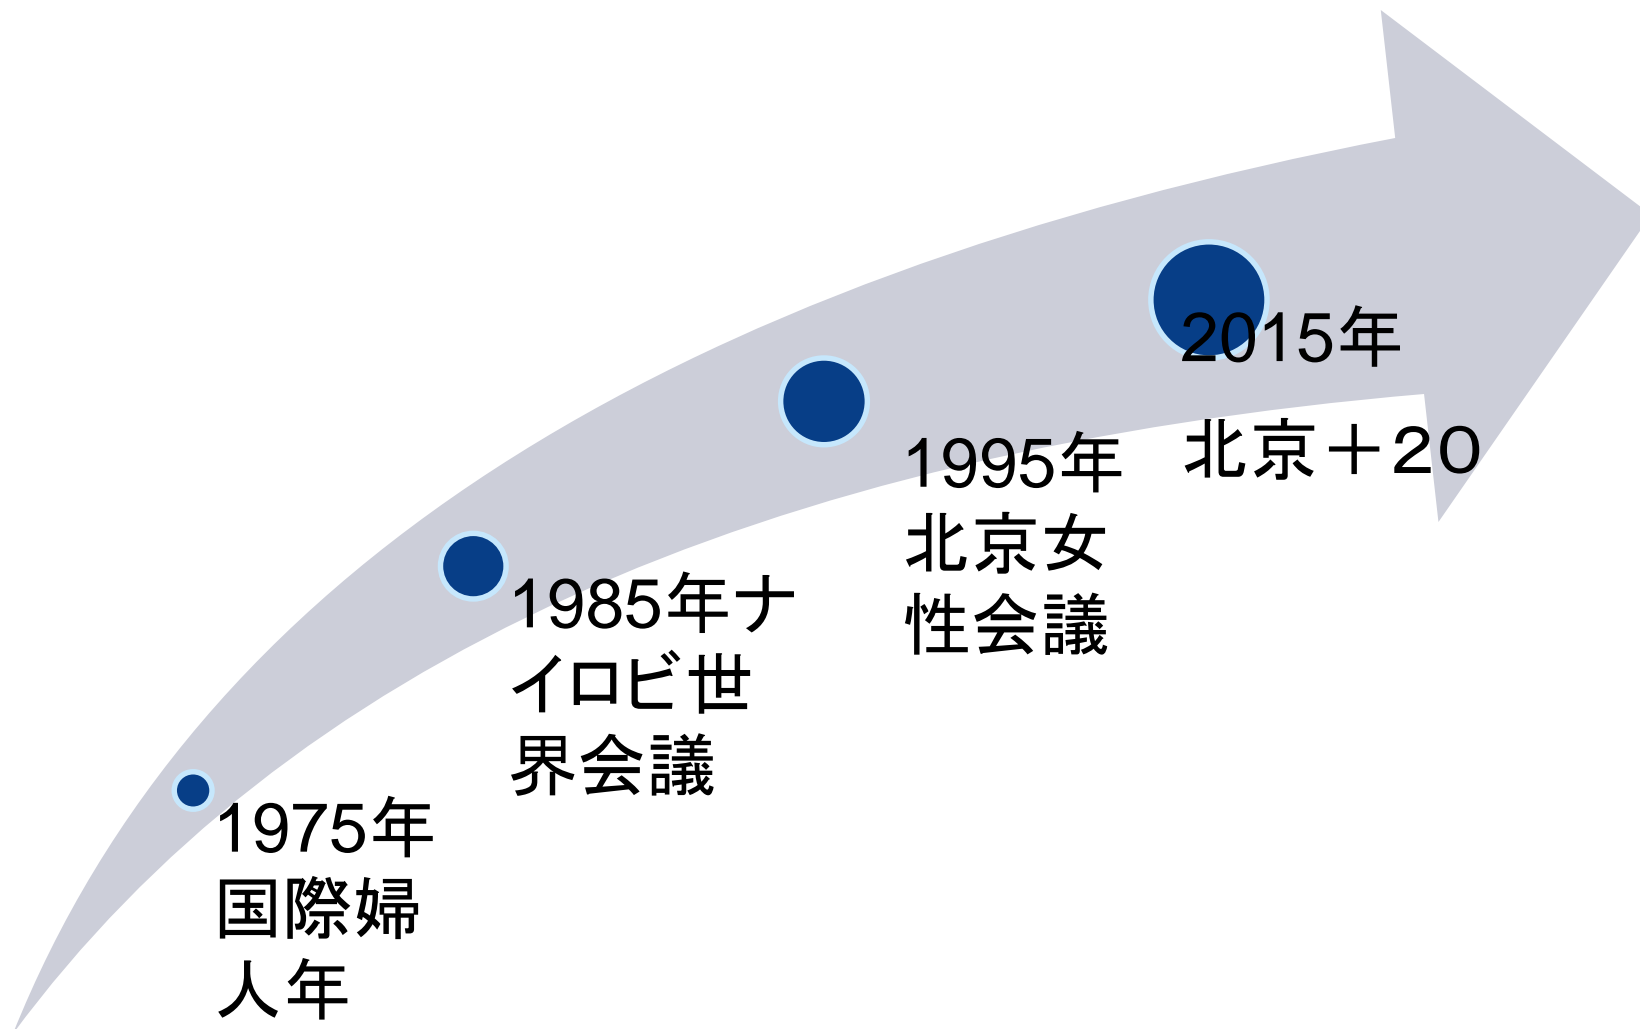 1975年
国際婦
人年
1985年ナ
イロビ世
界会議
1995年
北京女
性会議
2015年
北京＋２０